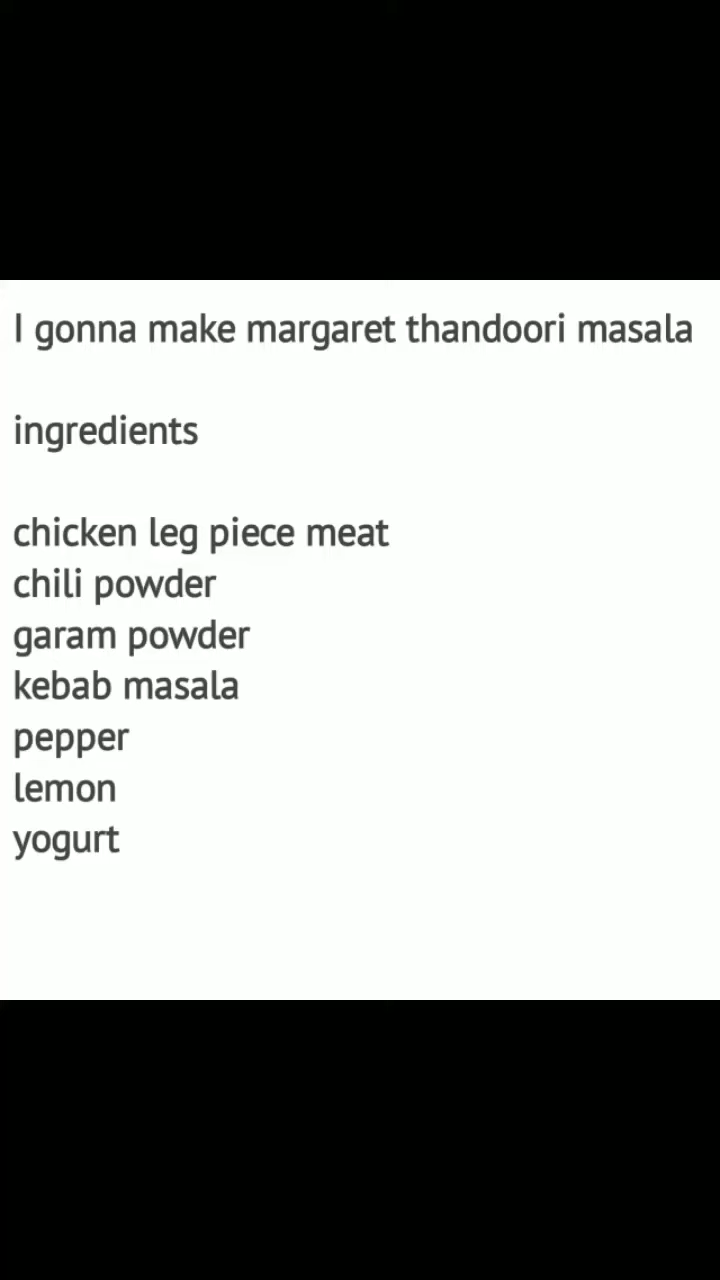 I gonna make margaret thandoori masala
ingredients
chicken leg piece meat
chili powder
garam powder
kebab masala
pepper
lemon
yogurt